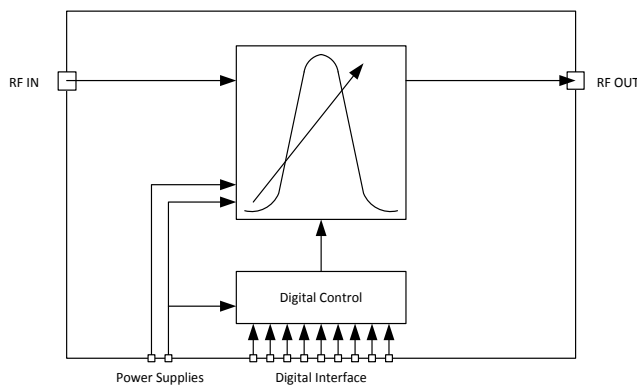 RF IN
RF OUT
Digital Control
Power Supplies
Digital Interface